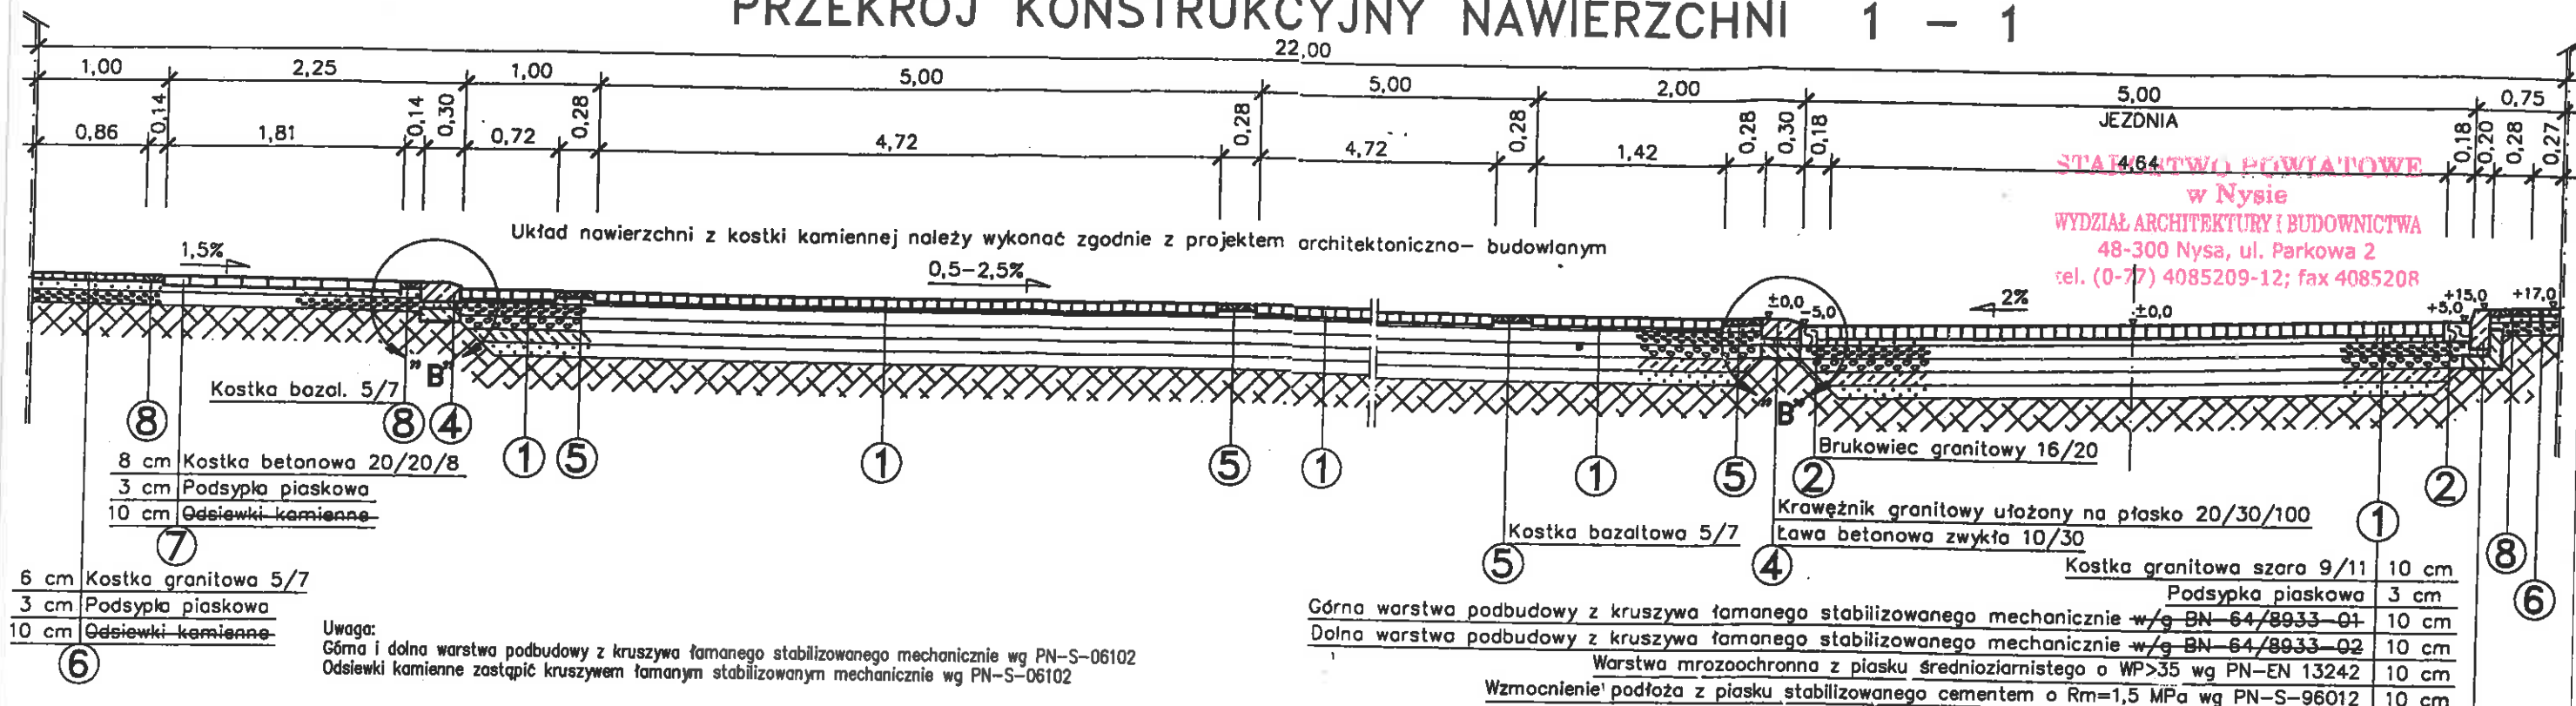 PRZEKRÓJ KONSTRUKCYJNY NAWIERZCHNI 1 – 1
22,00
1,00 2,25 1,00 5,00 5,00 2,00 5,00 0,75
JEZDNIA
0,86 0,14 1,81 0,14 0,30 0,72 0,28 4,72 0,28 4,72 0,28 1,42 0,28 0,30 0,18 4,64 0,18 0,20 0,28 0,27
STAROSTWO POWIATOWE
w Nysie
WYDZIAŁ ARCHITEKTURY I BUDOWNICTWA
48-300 Nysa, ul. Parkowa 2
tel. (0-77) 4085209-12; fax 4085208
Układ nawierzchni z kostki kamiennej należy wykonać zgodnie z projektem architektoniczno- budowlanym
1,5%
0,5-2,5%
±0,0
-5,0
2%
±0,0
+5,0
+15,0
+17,0
"B"
"B"
Kostka bazal. 5/7
8
8
4
1
5
1
5
1
1
5
2
2
Brukowiec granitowy 16/20
8 cm Kostka betonowa 20/20/8
3 cm Podsypka piaskowa
10 cm Odsiewki kamienne
7
Kostka bazaltowa 5/7
5
Krawężnik granitowy ułożony na płasko 20/30/100
Ława betonowa zwykła 10/30
4
1
8
6
6 cm Kostka granitowa 5/7
3 cm Podsypka piaskowa
10 cm Odsiewki kamienne
6
Uwaga:
Górna i dolna warstwa podbudowy z kruszywa łamanego stabilizowanego mechanicznie wg PN-S-06102
Odsiewki kamienne zastąpić kruszywem łamanym stabilizowanym mechanicznie wg PN-S-06102
Kostka granitowa szara 9/11 10 cm
Podsypka piaskowa 3 cm
Górna warstwa podbudowy z kruszywa łamanego stabilizowanego mechanicznie w/g BN-64/8933-01 10 cm
Dolna warstwa podbudowy z kruszywa łamanego stabilizowanego mechanicznie w/g BN-64/8933-02 10 cm
Warstwa mrozoochronna z piasku średnioziarnistego o WP>35 wg PN-EN 13242 10 cm
Wzmocnienie podłoża z piasku stabilizowanego cementem o Rm=1,5 MPa wg PN-S-96012 10 cm